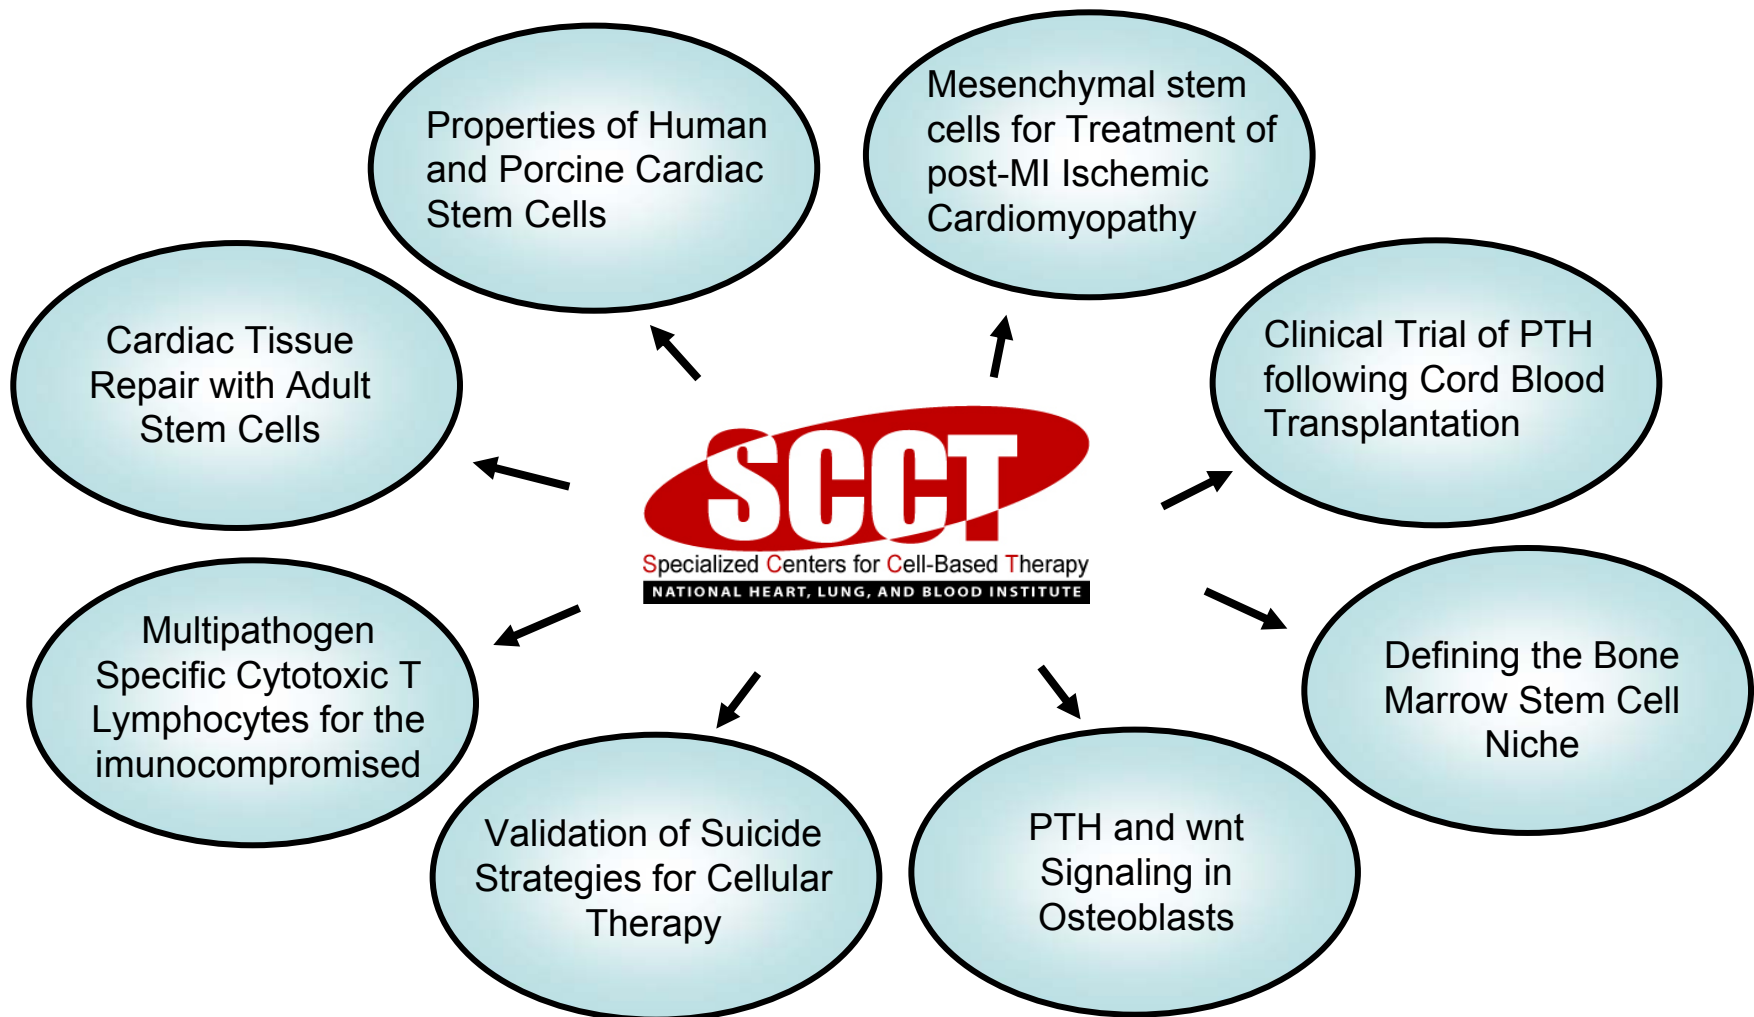 Properties of Human
and Porcine Cardiac
Stem Cells
Mesenchymal stem
cells for Treatment of
post-MI Ischemic
Cardiomyopathy
Cardiac Tissue
Repair with Adult
Stem Cells
Clinical Trial of PTH
following Cord Blood
Transplantation
SCCT
Specialized Centers for Cell-Based Therapy
NATIONAL HEART, LUNG, AND BLOOD INSTITUTE
Multipathogen
Specific Cytotoxic T
Lymphocytes for the
imunocompromised
Defining the Bone
Marrow Stem Cell
Niche
Validation of Suicide
Strategies for Cellular
Therapy
PTH and wnt
Signaling in
Osteoblasts